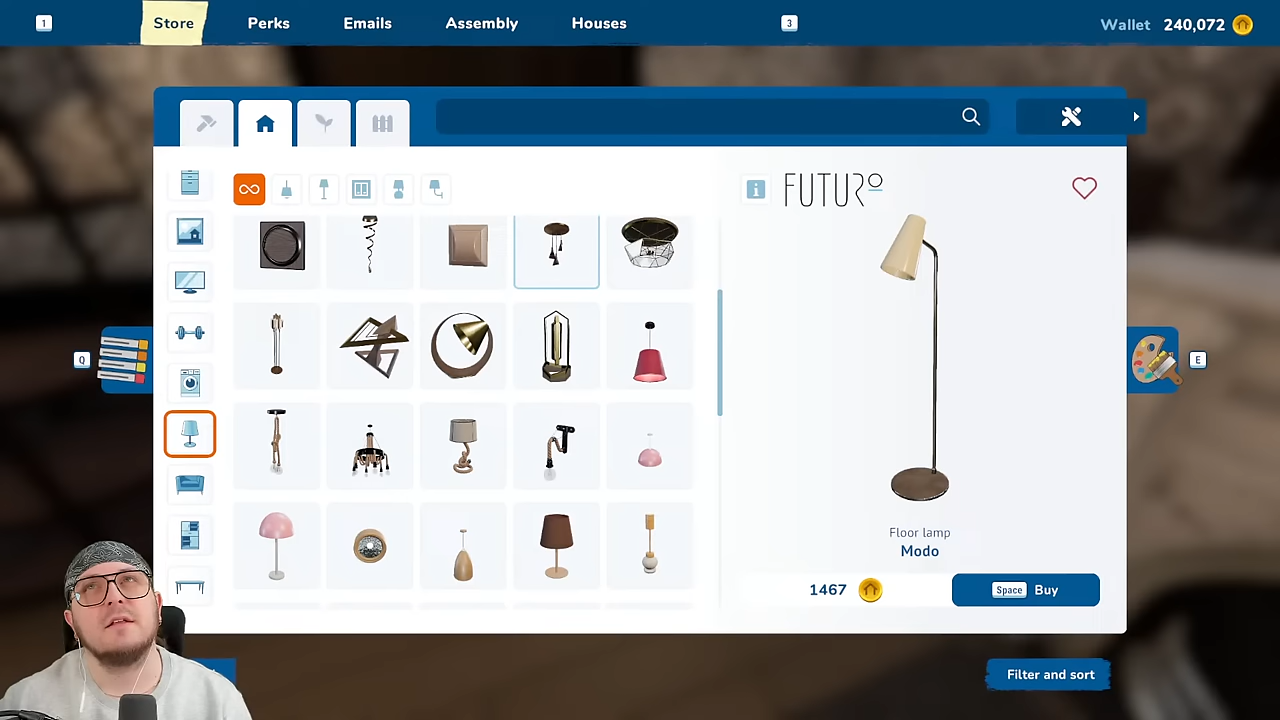 1
Store
Perks
Emails
Assembly
Houses
3
Wallet 240,072
FUTURO
Q
E
Floor lamp
Modo
1467
Space Buy
Filter and sort